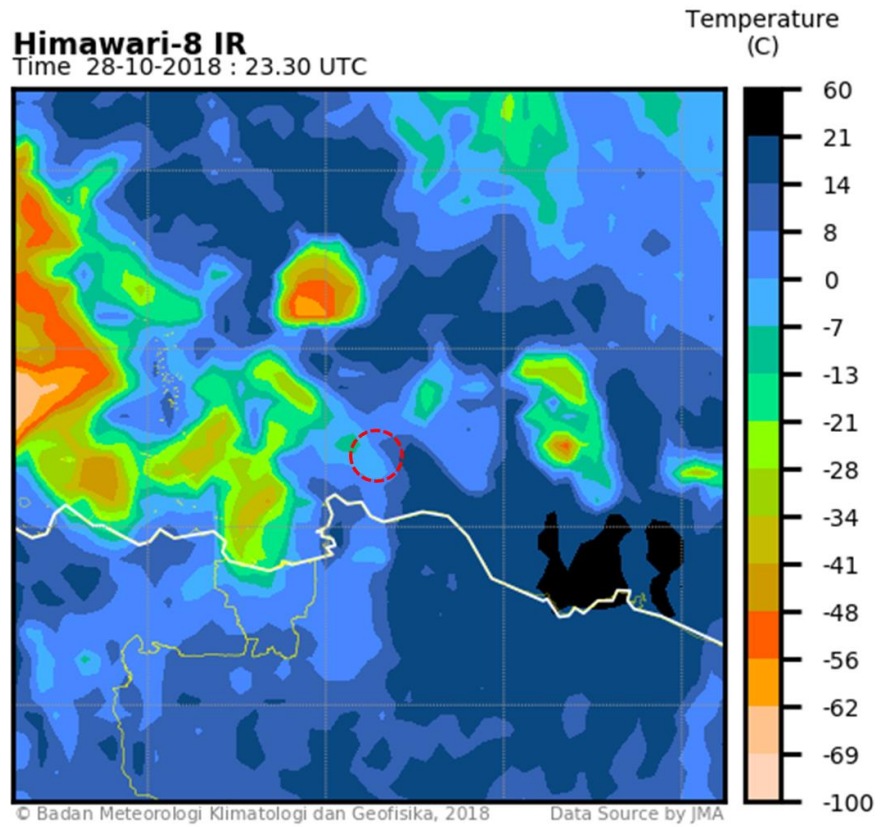 Temperature
(C)
Himawari-8 IR
Time 28-10-2018 : 23.30 UTC
60
21
14
8
0
-7
-13
-21
-28
-34
-41
-48
-56
-62
-69
-100
© Badan Meteorologi Klimatologi dan Geofisika, 2018
Data Source by JMA